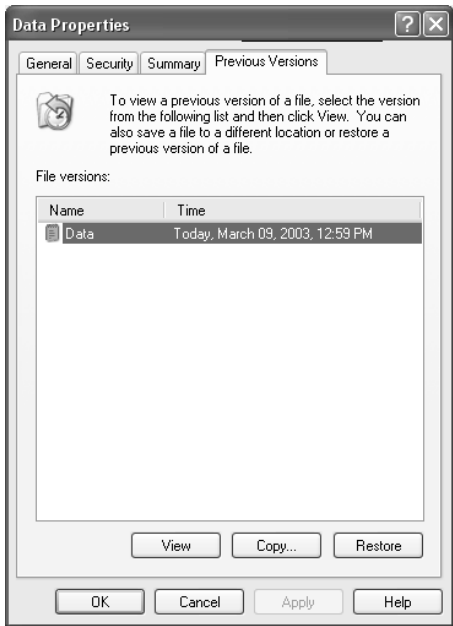 Data Properties
General Security Summary Previous Versions
To view a previous version of a file, select the version
from the following list and then click View. You can
also save a file to a different location or restore a
previous version of a file.
File versions:
Name Time
Data Today, March 09, 2003, 12:59 PM
View Copy... Restore
OK Cancel Apply Help